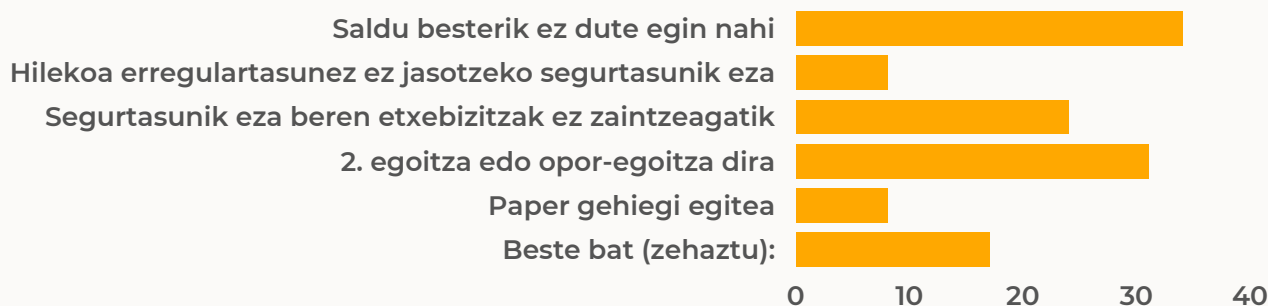 Saldu besterik ez dute egin nahi
Hilekoa erregulartasunez ez jasotzeko segurtasunik eza
Segurtasunik eza beren etxebizitzak ez zaintzeagatik
2. egoitza edo opor-egoitza dira
Paper gehiegi egitea
Beste bat (zehaztu):
0 10 20 30 40